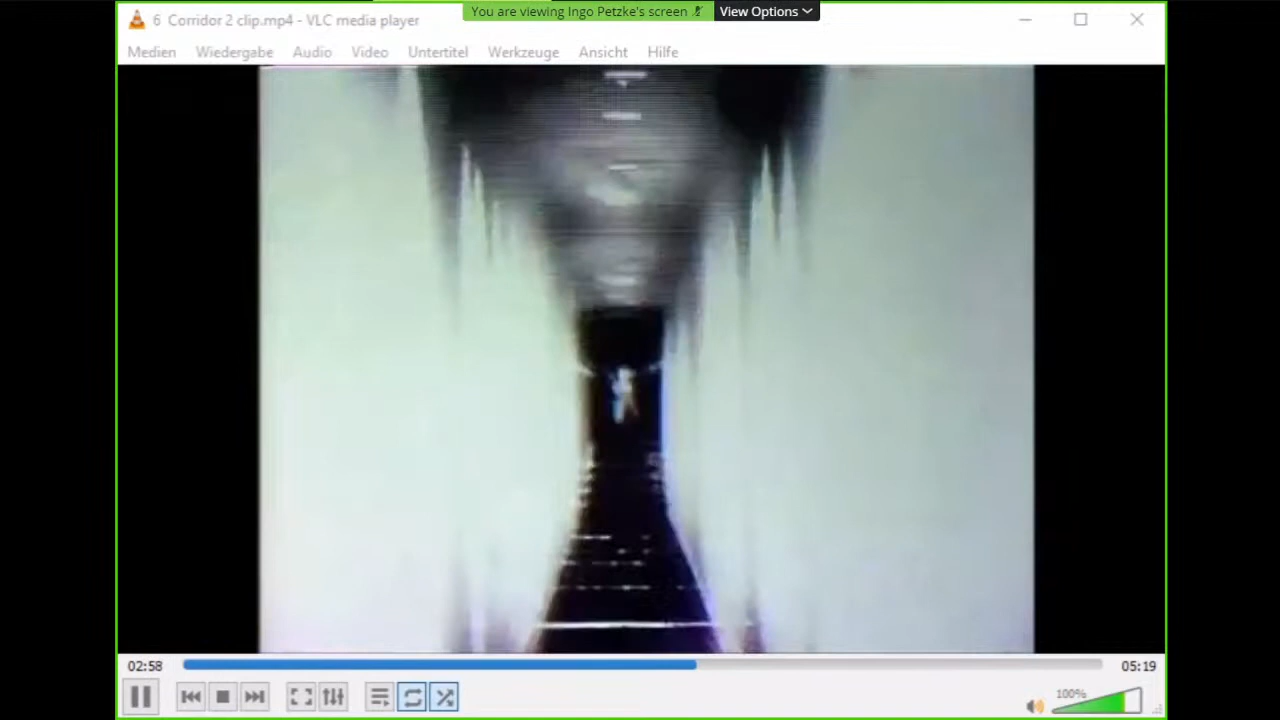 You are viewing Ingo Petzke's screen View Options
6 Corridor 2 clip.mp4 - VLC media player
Medien Wiedergabe Audio Video Untertitel Werkzeuge Ansicht Hilfe
02:58 05:19
100%